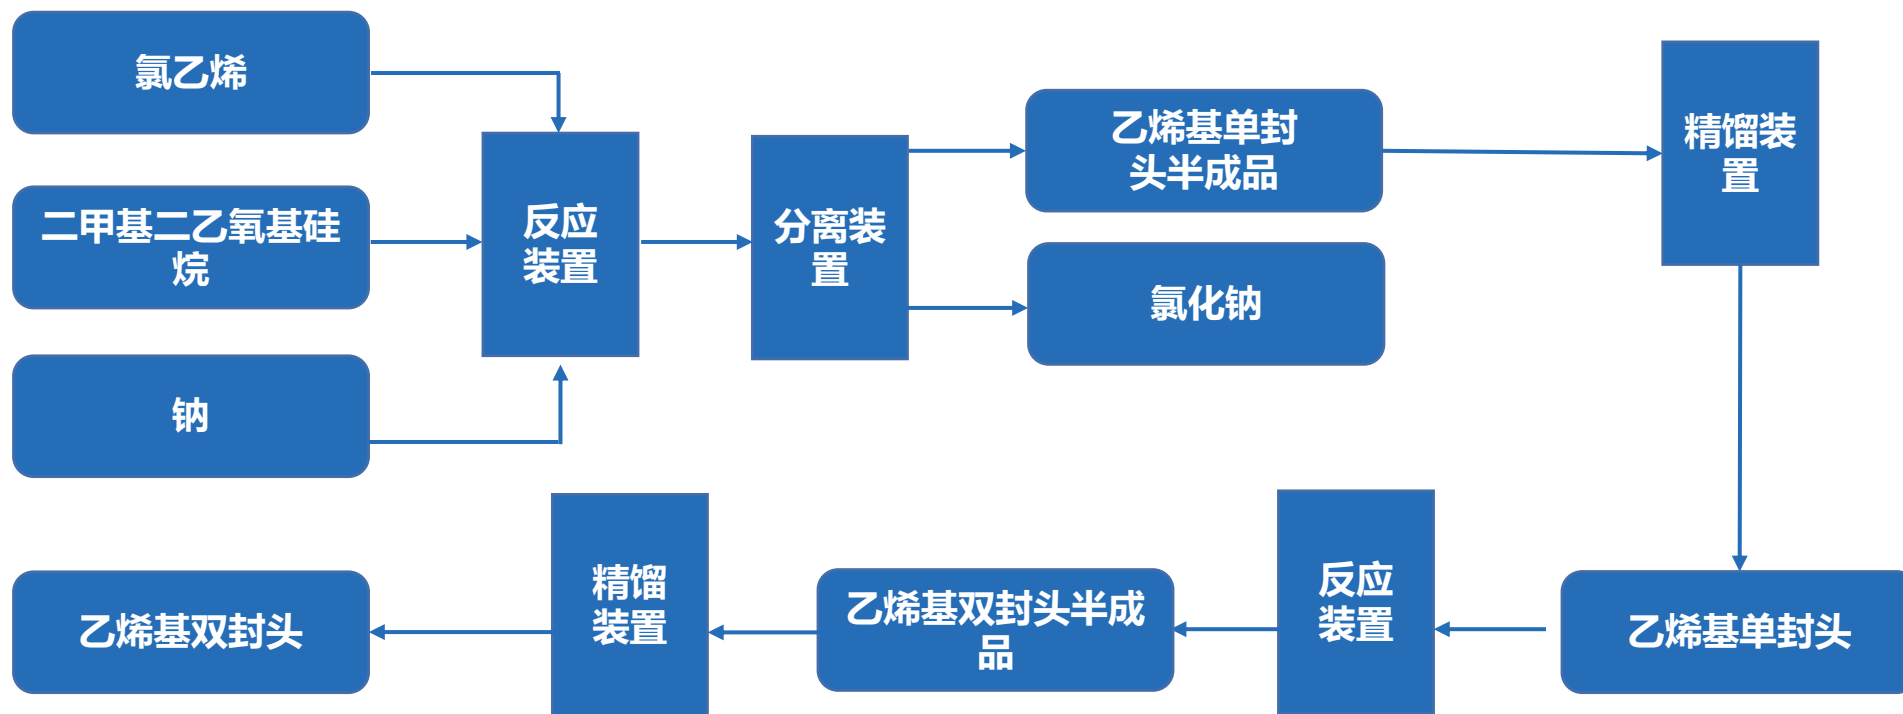 氯乙烯
二甲基二乙氧基硅
烷
钠
反应
装置
分离装
置
乙烯基单封
头半成品
氯化钠
精馏装
置
乙烯基单封头
反应
装置
乙烯基双封头半成
品
精馏
装置
乙烯基双封头